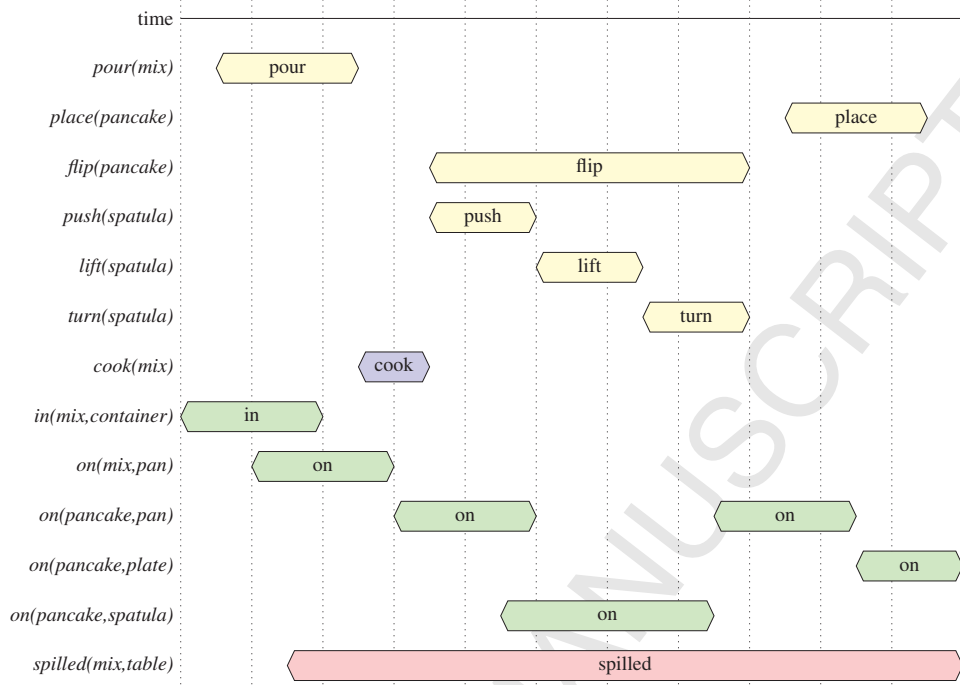 time
pour(mix) pour
place(pancake) place
flip(pancake) flip
push(spatula) push
lift(spatula) lift
turn(spatula) turn
cook(mix) cook
in(mix,container) in
on(mix,pan) on
on(pancake,pan) on on
on(pancake,plate) on
on(pancake,spatula) on
spilled(mix,table) spilled
MANUSCRIPT